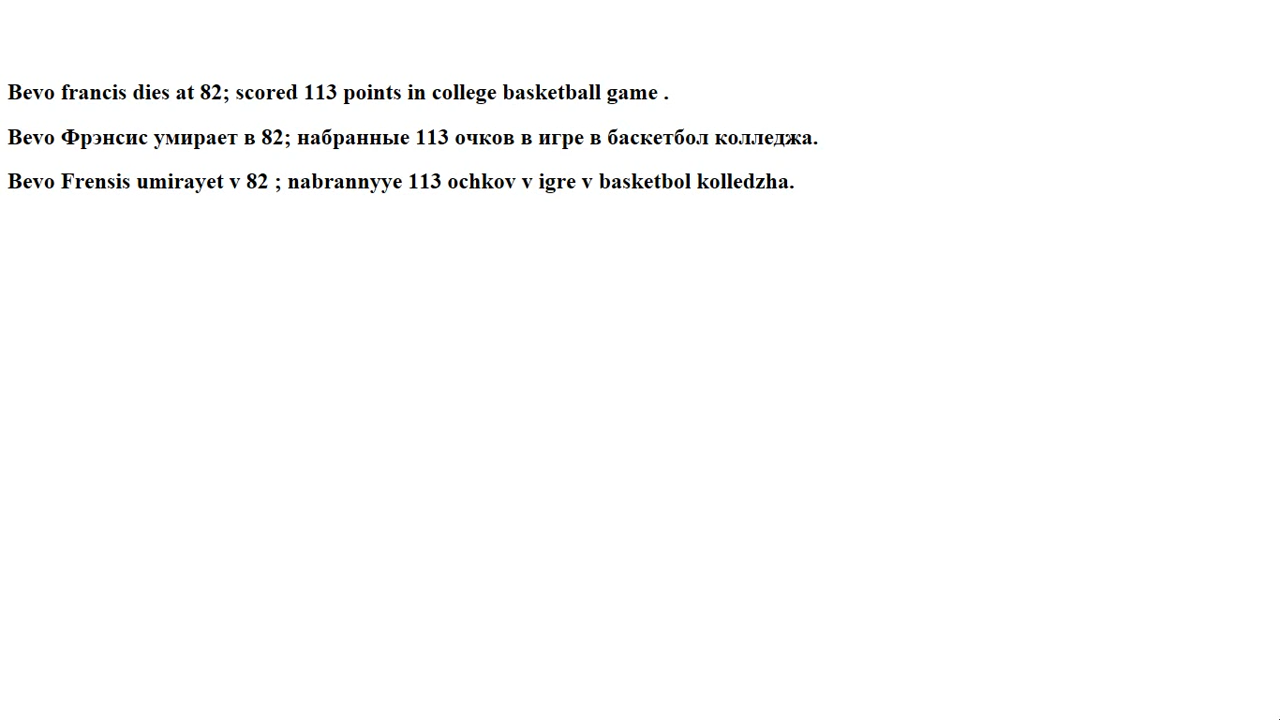 Bevo francis dies at 82; scored 113 points in college basketball game .
Bevo Фрэнсис умирает в 82; набранные 113 очков в игре в баскетбол колледжа.
Bevo Frensis umirayet v 82 ; nabrannyye 113 ochkov v igre v basketbol kolledzha.